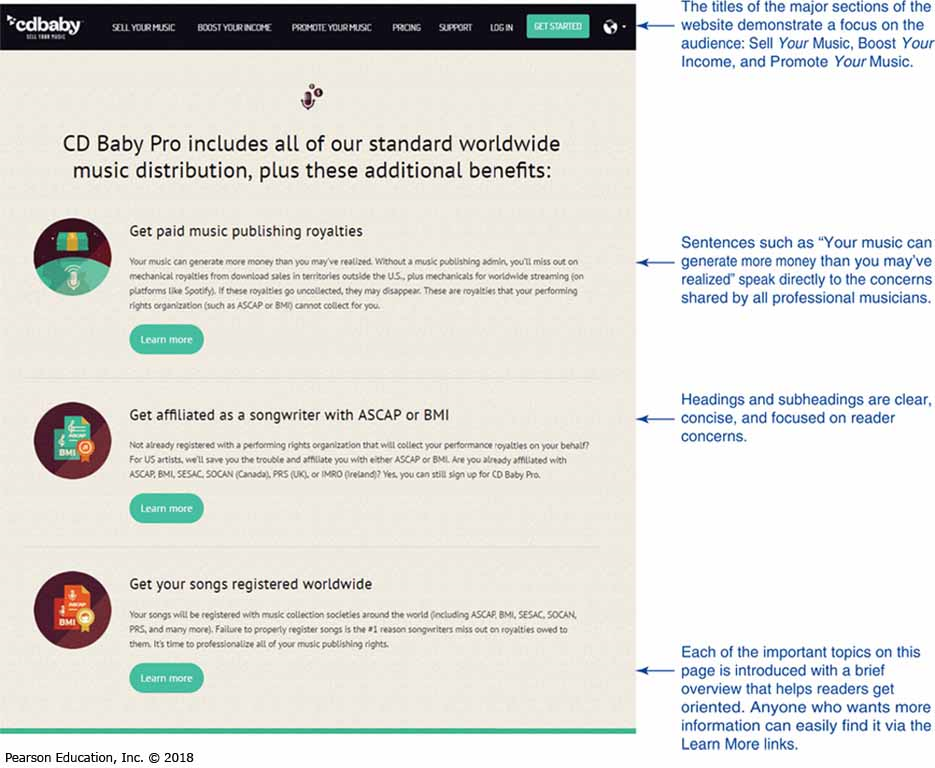 cdbaby
SELL YOUR MUSIC
SELL YOUR MUSIC
BOOST YOUR INCOME
PROMOTE YOUR MUSIC
PRICING
SUPPORT
LOG IN
GET STARTED
The titles of the major sections of the
website demonstrate a focus on the
audience: Sell Your Music, Boost Your
Income, and Promote Your Music.
CD Baby Pro includes all of our standard worldwide
music distribution, plus these additional benefits:
Get paid music publishing royalties
Your music can generate more money than you may've realized. Without a music publishing admin, you'll miss out on
mechanical royalties from download sales in territories outside the U.S., plus mechanicals for worldwide streaming (on
platforms like Spotify). If these royalties go uncollected, they may disappear. These are royalties that your performing
rights organization (such as ASCAP or BMI) cannot collect for you.
Learn more
Sentences such as “Your music can
generate more money than you may’ve
realized” speak directly to the concerns
shared by all professional musicians.
ASCAP
BMI
Get affiliated as a songwriter with ASCAP or BMI
Not already registered with a performing rights organization that will collect your performance royalties on your behalf?
For US artists, we'll save you the trouble and affiliate you with either ASCAP or BMI. Are you already affiliated with
ASCAP, BMI, SESAC, SOCAN (Canada), PRS (UK), or IMRO (Ireland)? Yes, you can still sign up for CD Baby Pro.
Learn more
Headings and subheadings are clear,
concise, and focused on reader
concerns.
ASCAP
BMI
Get your songs registered worldwide
Your songs will be registered with music collection societies around the world (including ASCAP, BMI, SESAC, SOCAN,
PRS, and many more). Failure to properly register songs is the #1 reason songwriters miss out on royalties owed to
them. It's time to professionalize all of your music publishing rights.
Learn more
Each of the important topics on this
page is introduced with a brief
overview that helps readers get
oriented. Anyone who wants more
information can easily find it via the
Learn More links.
Pearson Education, Inc. © 2018